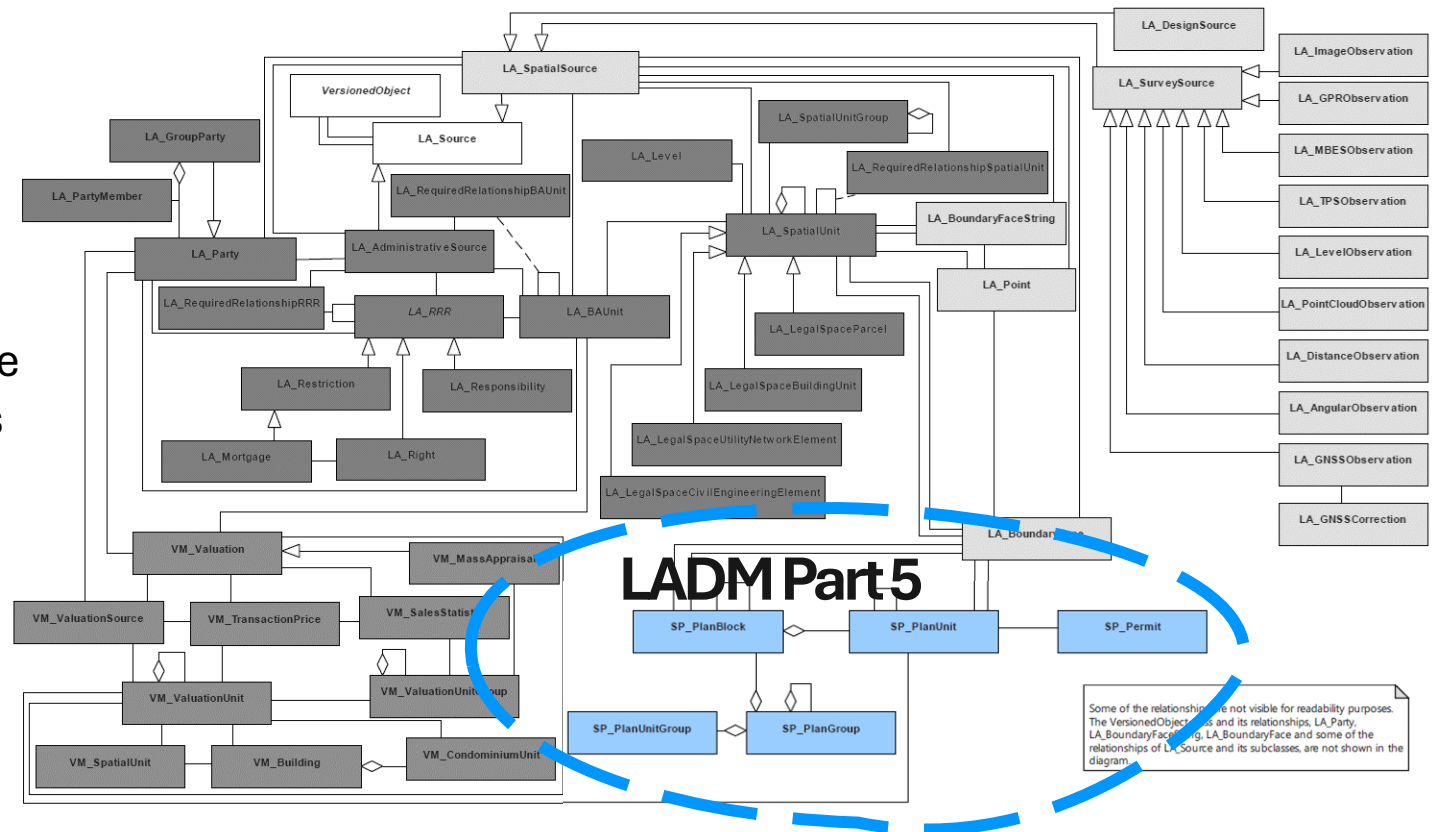 LA_DesignSource
LA_ImageObservation
LA_SpatialSource
LA_SurveySource
VersionedObject
LA_GPRObservation
LA_SpatialUnitGroup
LA_GroupParty
LA_Source
LA_MBESObservation
LA_Level
LA_RequiredRelationshipSpatialUnit
LA_RequiredRelationshipBAUnit
LA_PartyMember
LA_TPSObservation
LA_BoundaryFaceString
LA_SpatialUnit
LA_Party
LA_AdministrativeSource
LA_LevelObservation
LA_Point
LA_RequiredRelationshipRRR
LA_RRR
LA_BAUnit
LA_PointCloudObservation
LA_LegalSpaceParcel
e
LA_DistanceObservation
LA_Restriction
LA_Responsibility
LA_LegalSpaceBuildingUnit
s
LA_AngularObservation
LA_LegalSpaceUtilityNetworkElement
LA_Mortgage
LA_Right
LA_GNSSObservation
LA_LegalSpaceCivilEngineeringElement
LA_GNSSCorrection
VM_Valuation
VM_MassAppraisal
LADM Part 5
VM_ValuationSource
VM_TransactionPrice
SP_PlanBlock
SP_PlanUnit
SP_Permit
VM_ValuationUnit
SP_PlanUnitGroup
SP_PlanGroup
VM_SpatialUnit
VM_Building
VM_CondominiumUnit
Some of the relationships are not visible for readability purposes.
The VersionedObject class and its relationships, LA_Party,
LA_BoundaryFaceString, LA_BoundaryFace and some of the
relationships of LA_Source and its subclasses, are not shown in the
diagram.